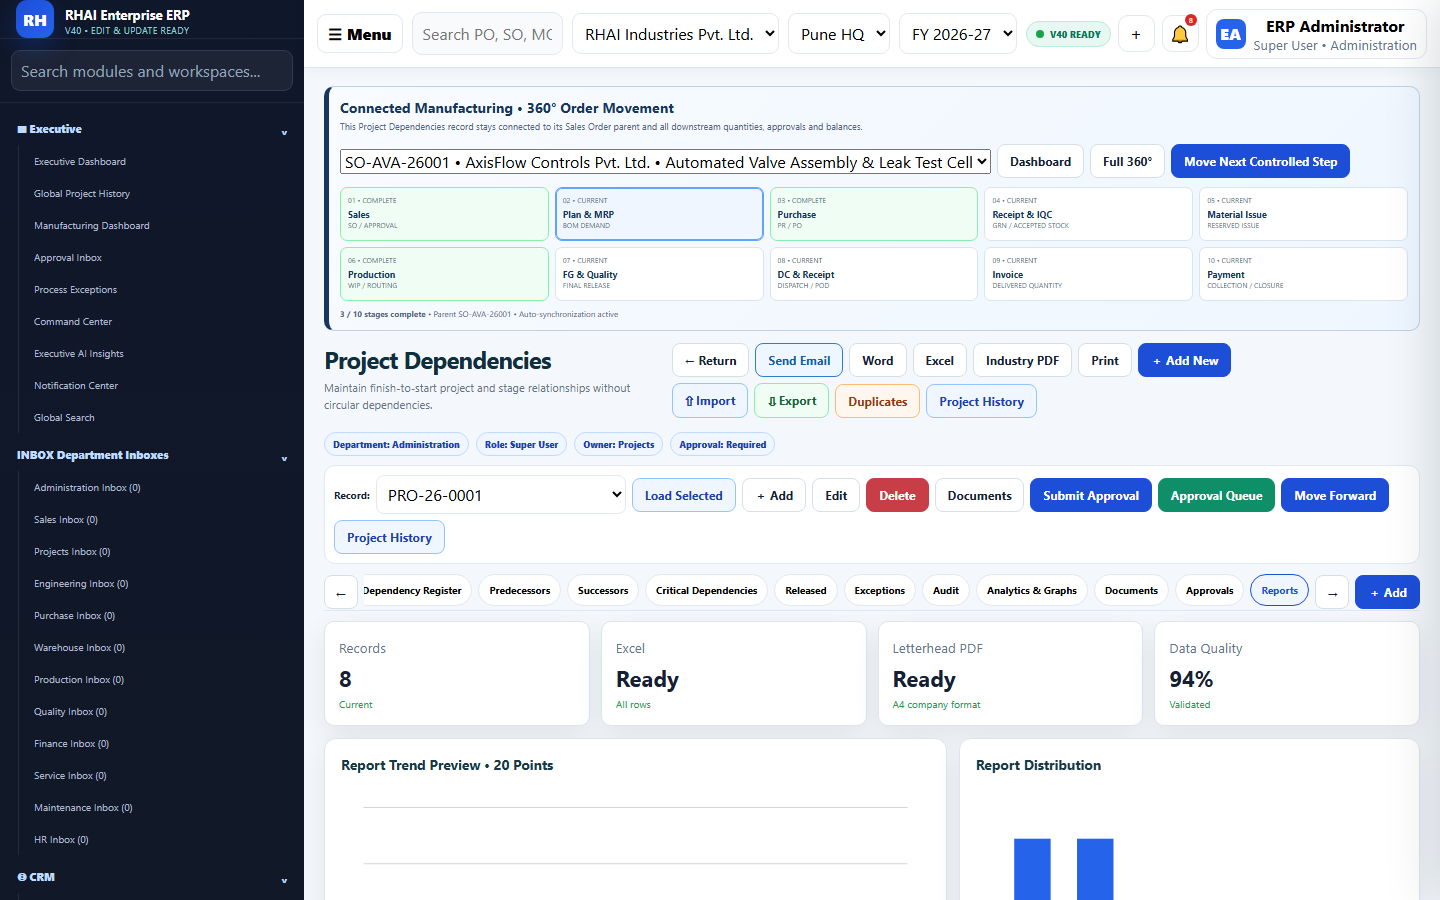 RH
RHAI Enterprise ERP
V40 • EDIT & UPDATE READY
Search modules and workspaces...
Executive
Executive Dashboard
Global Project History
Manufacturing Dashboard
Approval Inbox
Process Exceptions
Command Center
Executive AI Insights
Notification Center
Global Search
INBOX Department Inboxes
Administration Inbox (0)
Sales Inbox (0)
Projects Inbox (0)
Engineering Inbox (0)
Purchase Inbox (0)
Warehouse Inbox (0)
Production Inbox (0)
Quality Inbox (0)
Finance Inbox (0)
Service Inbox (0)
Maintenance Inbox (0)
HR Inbox (0)
CRM
☰ Menu
Search PO, SO, MC
RHAI Industries Pvt. Ltd.
Pune HQ
FY 2026-27
V40 READY
+
8
EA
ERP Administrator
Super User • Administration
Connected Manufacturing • 360° Order Movement
This Project Dependencies record stays connected to its Sales Order parent and all downstream quantities, approvals and balances.
SO-AVA-26001 • AxisFlow Controls Pvt. Ltd. • Automated Valve Assembly & Leak Test Cell
Dashboard
Full 360°
Move Next Controlled Step
01 • COMPLETE
Sales
SO / APPROVAL
02 • CURRENT
Plan & MRP
BOM DEMAND
03 • COMPLETE
Purchase
PR / PO
04 • CURRENT
Receipt & IQC
GRN / ACCEPTED STOCK
05 • CURRENT
Material Issue
RESERVED ISSUE
06 • COMPLETE
Production
WIP / ROUTING
07 • CURRENT
FG & Quality
FINAL RELEASE
08 • CURRENT
DC & Receipt
DISPATCH / POD
09 • CURRENT
Invoice
DELIVERED QUANTITY
10 • CURRENT
Payment
COLLECTION / CLOSURE
3 / 10 stages complete • Parent SO-AVA-26001 • Auto-synchronization active
Project Dependencies
Maintain finish-to-start project and stage relationships without
circular dependencies.
← Return
Send Email
Word
Excel
Industry PDF
Print
+ Add New
⇧ Import
⇩ Export
Duplicates
Project History
Department: Administration
Role: Super User
Owner: Projects
Approval: Required
Record:
PRO-26-0001
Load Selected
+ Add
Edit
Delete
Documents
Submit Approval
Approval Queue
Move Forward
Project History
←
Dependency Register
Predecessors
Successors
Critical Dependencies
Released
Exceptions
Audit
Analytics & Graphs
Documents
Approvals
Reports
→
+ Add
Records
8
Current
Excel
Ready
All rows
Letterhead PDF
Ready
A4 company format
Data Quality
94%
Validated
Report Trend Preview • 20 Points
Report Distribution